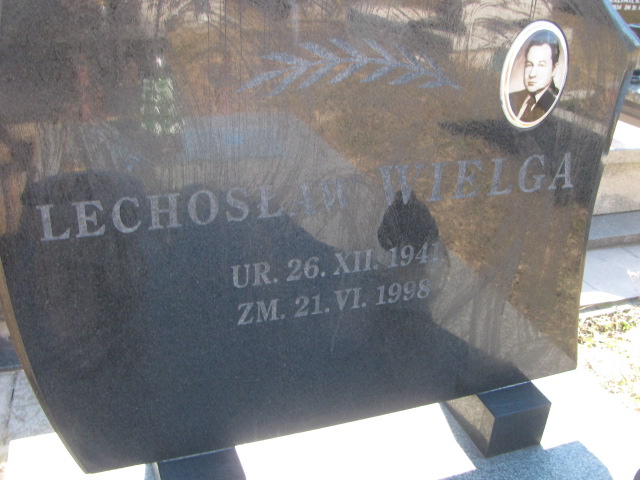 LECHOSŁAW WIELGA
UR. 26. XII. 1941
ZM. 21. VI. 1998